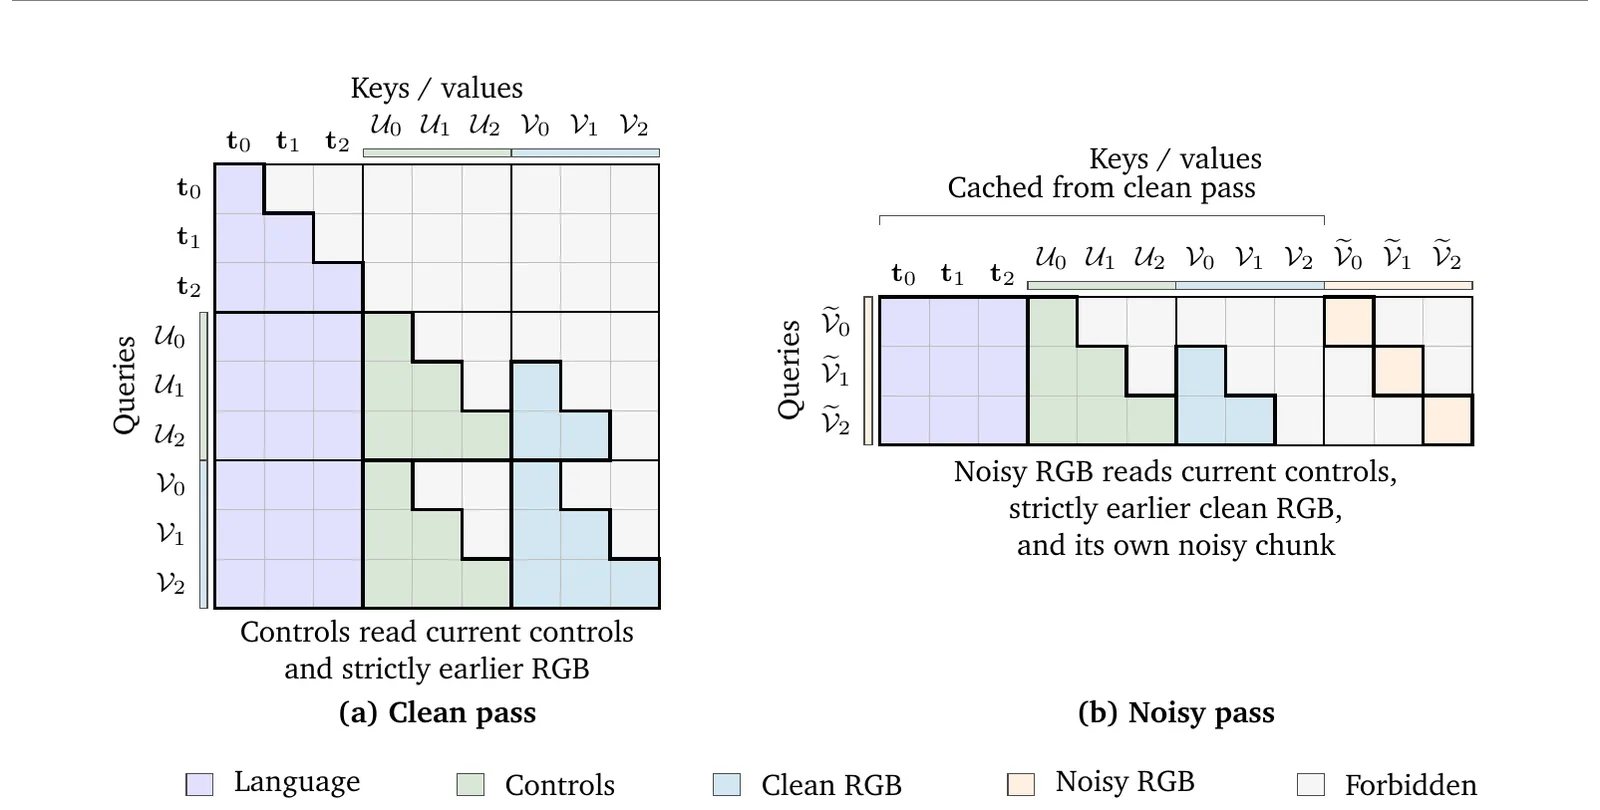 Keys / values
t₀ t₁ t₂ 𝒰₀ 𝒰₁ 𝒰₂ 𝒱₀ 𝒱₁ 𝒱₂
Queries
t₀
t₁
t₂
𝒰₀
𝒰₁
𝒰₂
𝒱₀
𝒱₁
𝒱₂
Controls read current controls
and strictly earlier RGB
(a) Clean pass
Keys / values
Cached from clean pass
t₀ t₁ t₂ 𝒰₀ 𝒰₁ 𝒰₂ 𝒱₀ 𝒱₁ 𝒱₂ 𝒱̃₀ 𝒱̃₁ 𝒱̃₂
Queries
𝒱̃₀
𝒱̃₁
𝒱̃₂
Noisy RGB reads current controls,
strictly earlier clean RGB,
and its own noisy chunk
(b) Noisy pass
Language Controls Clean RGB Noisy RGB Forbidden